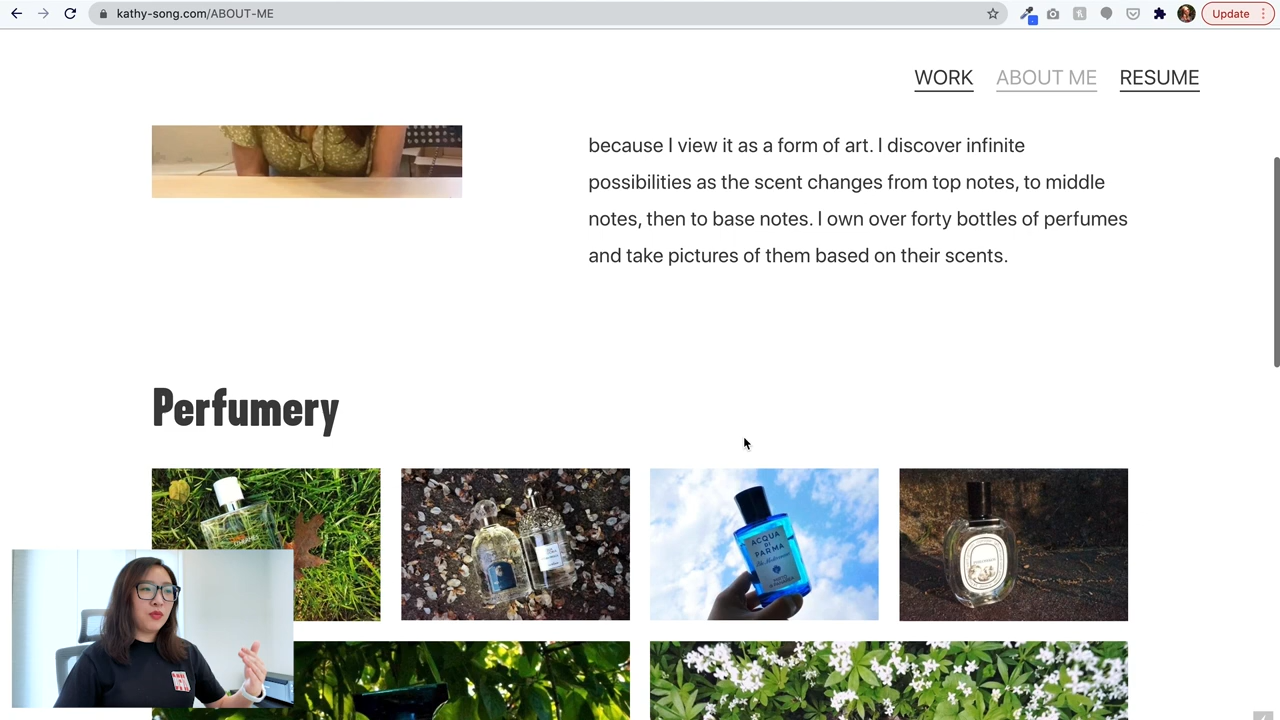 kathy-song.com/ABOUT-ME
Update
WORK ABOUT ME RESUME
because I view it as a form of art. I discover infinite
possibilities as the scent changes from top notes, to middle
notes, then to base notes. I own over forty bottles of perfumes
and take pictures of them based on their scents.
Perfumery
ACQUA
DI
PARMA